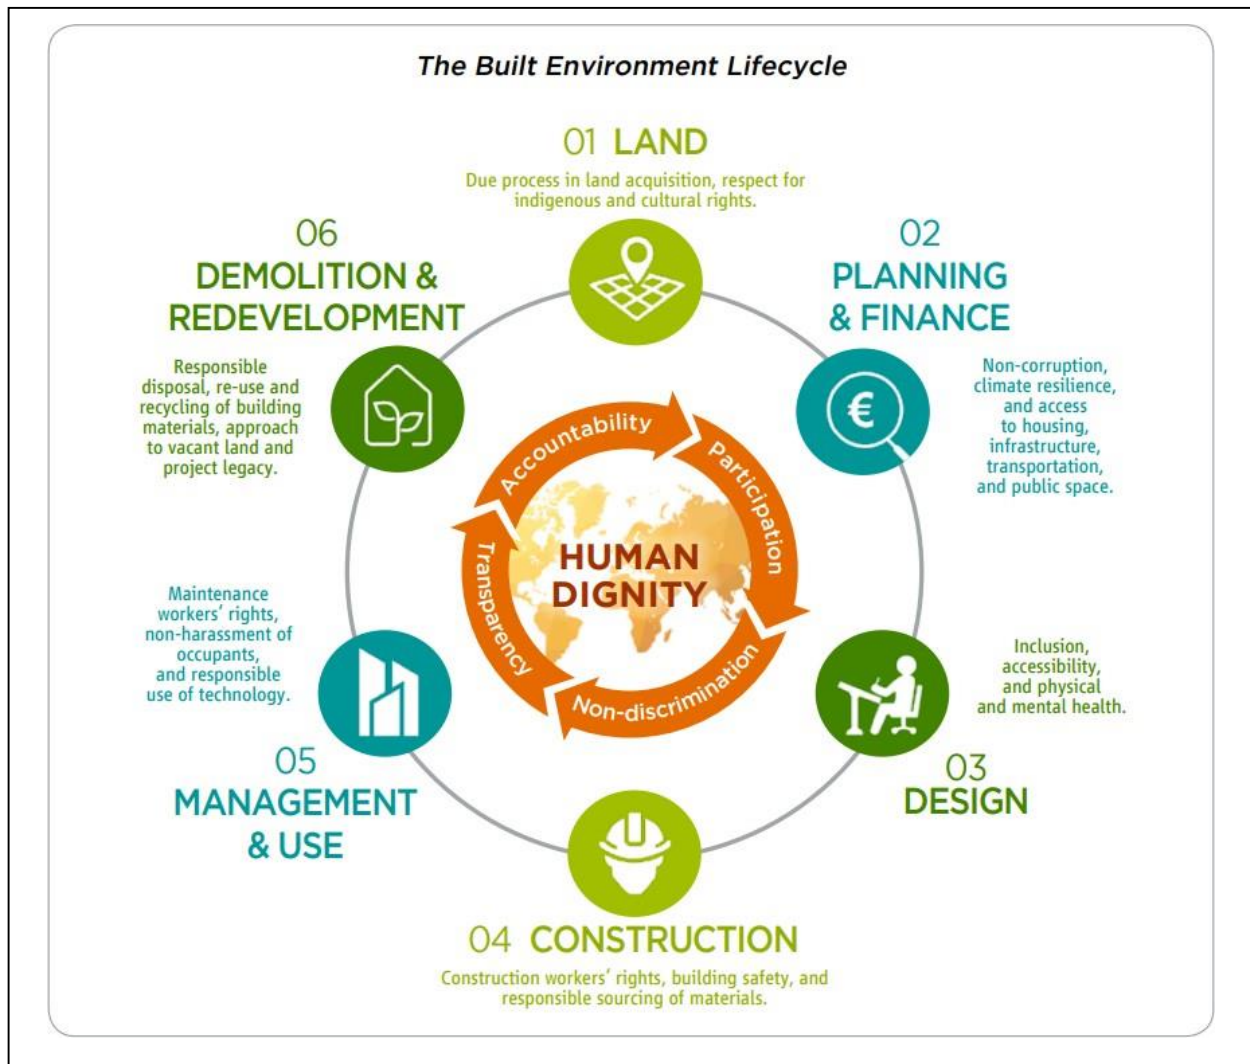 The Built Environment Lifecycle
01 LAND
Due process in land acquisition, respect for
indigenous and cultural rights.
02
PLANNING
& FINANCE
Non-corruption,
climate resilience,
and access
to housing,
infrastructure,
transportation,
and public space.
€
03
DESIGN
Inclusion,
accessibility,
and physical
and mental health.
04 CONSTRUCTION
Construction workers’ rights, building safety, and
responsible sourcing of materials.
05
MANAGEMENT
& USE
Maintenance
workers’ rights,
non-harassment of
occupants,
and responsible
use of technology.
06
DEMOLITION &
REDEVELOPMENT
Responsible
disposal, re-use and
recycling of building
materials, approach
to vacant land and
project legacy.
Accountability
Participation
Non-discrimination
Transparency
HUMAN
DIGNITY